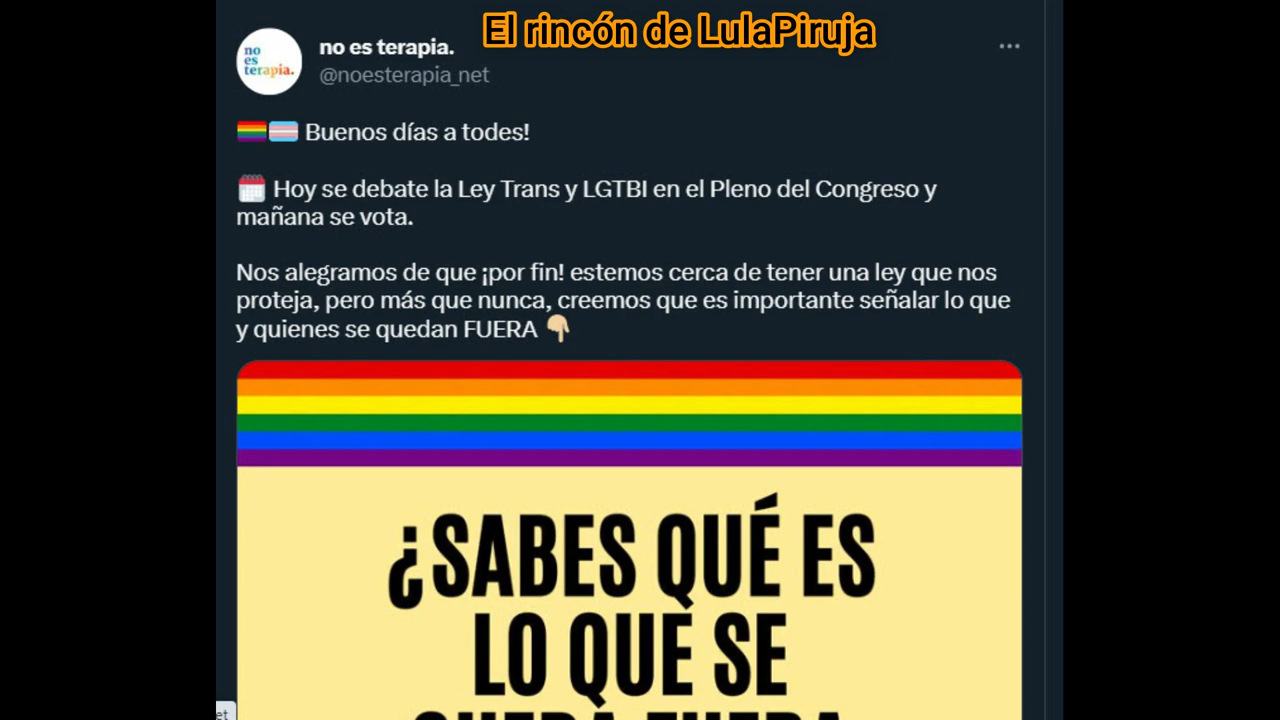 El rincón de LulaPiruja
no
es
terapia.
no es terapia.
@noesterapia_net
Buenos días a todes!
Hoy se debate la Ley Trans y LGTBI en el Pleno del Congreso y
mañana se vota.
Nos alegramos de que ¡por fin! estemos cerca de tener una ley que nos
proteja, pero más que nunca, creemos que es importante señalar lo que
y quienes se quedan FUERA
¿SABES QUÉ ES
LO QUE SE